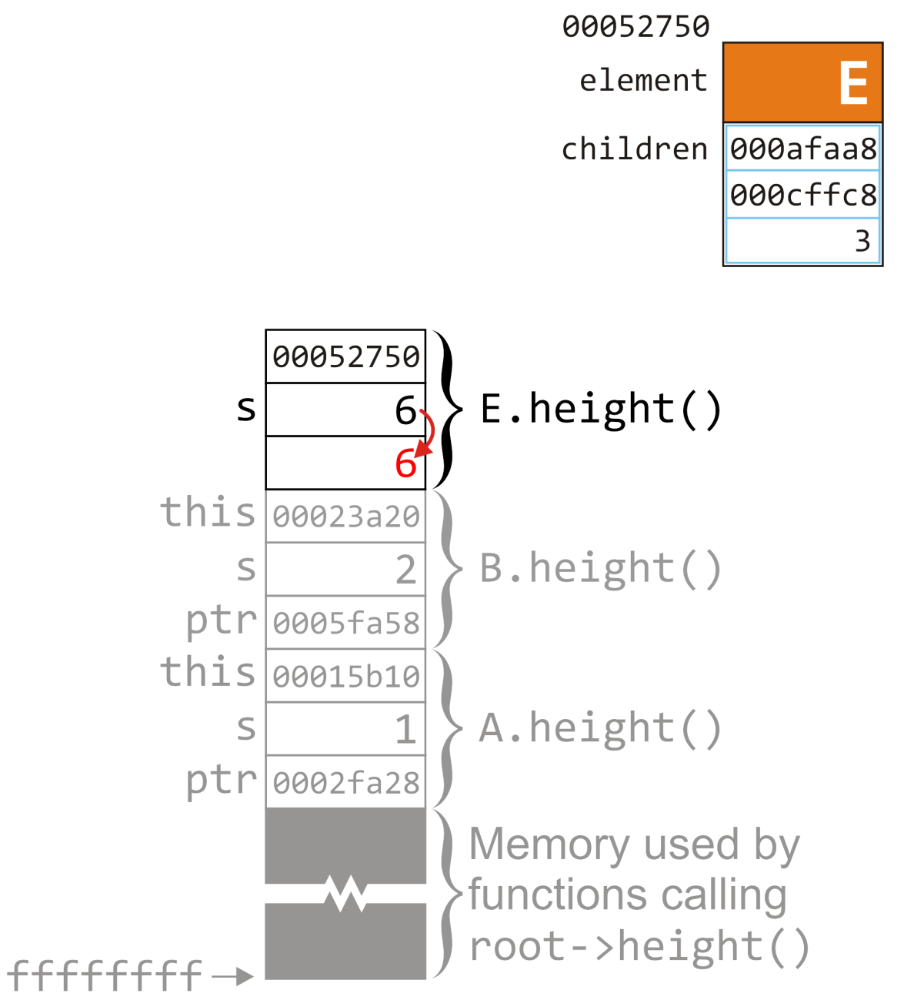 00052750
element E
children 000afaa8
000cffc8
3
00052750
s 6 E.height()
6
this 00023a20
s 2 B.height()
ptr 0005fa58
this 00015b10
s 1 A.height()
ptr 0002fa28
Memory used by
functions calling
root->height()
ffffffff